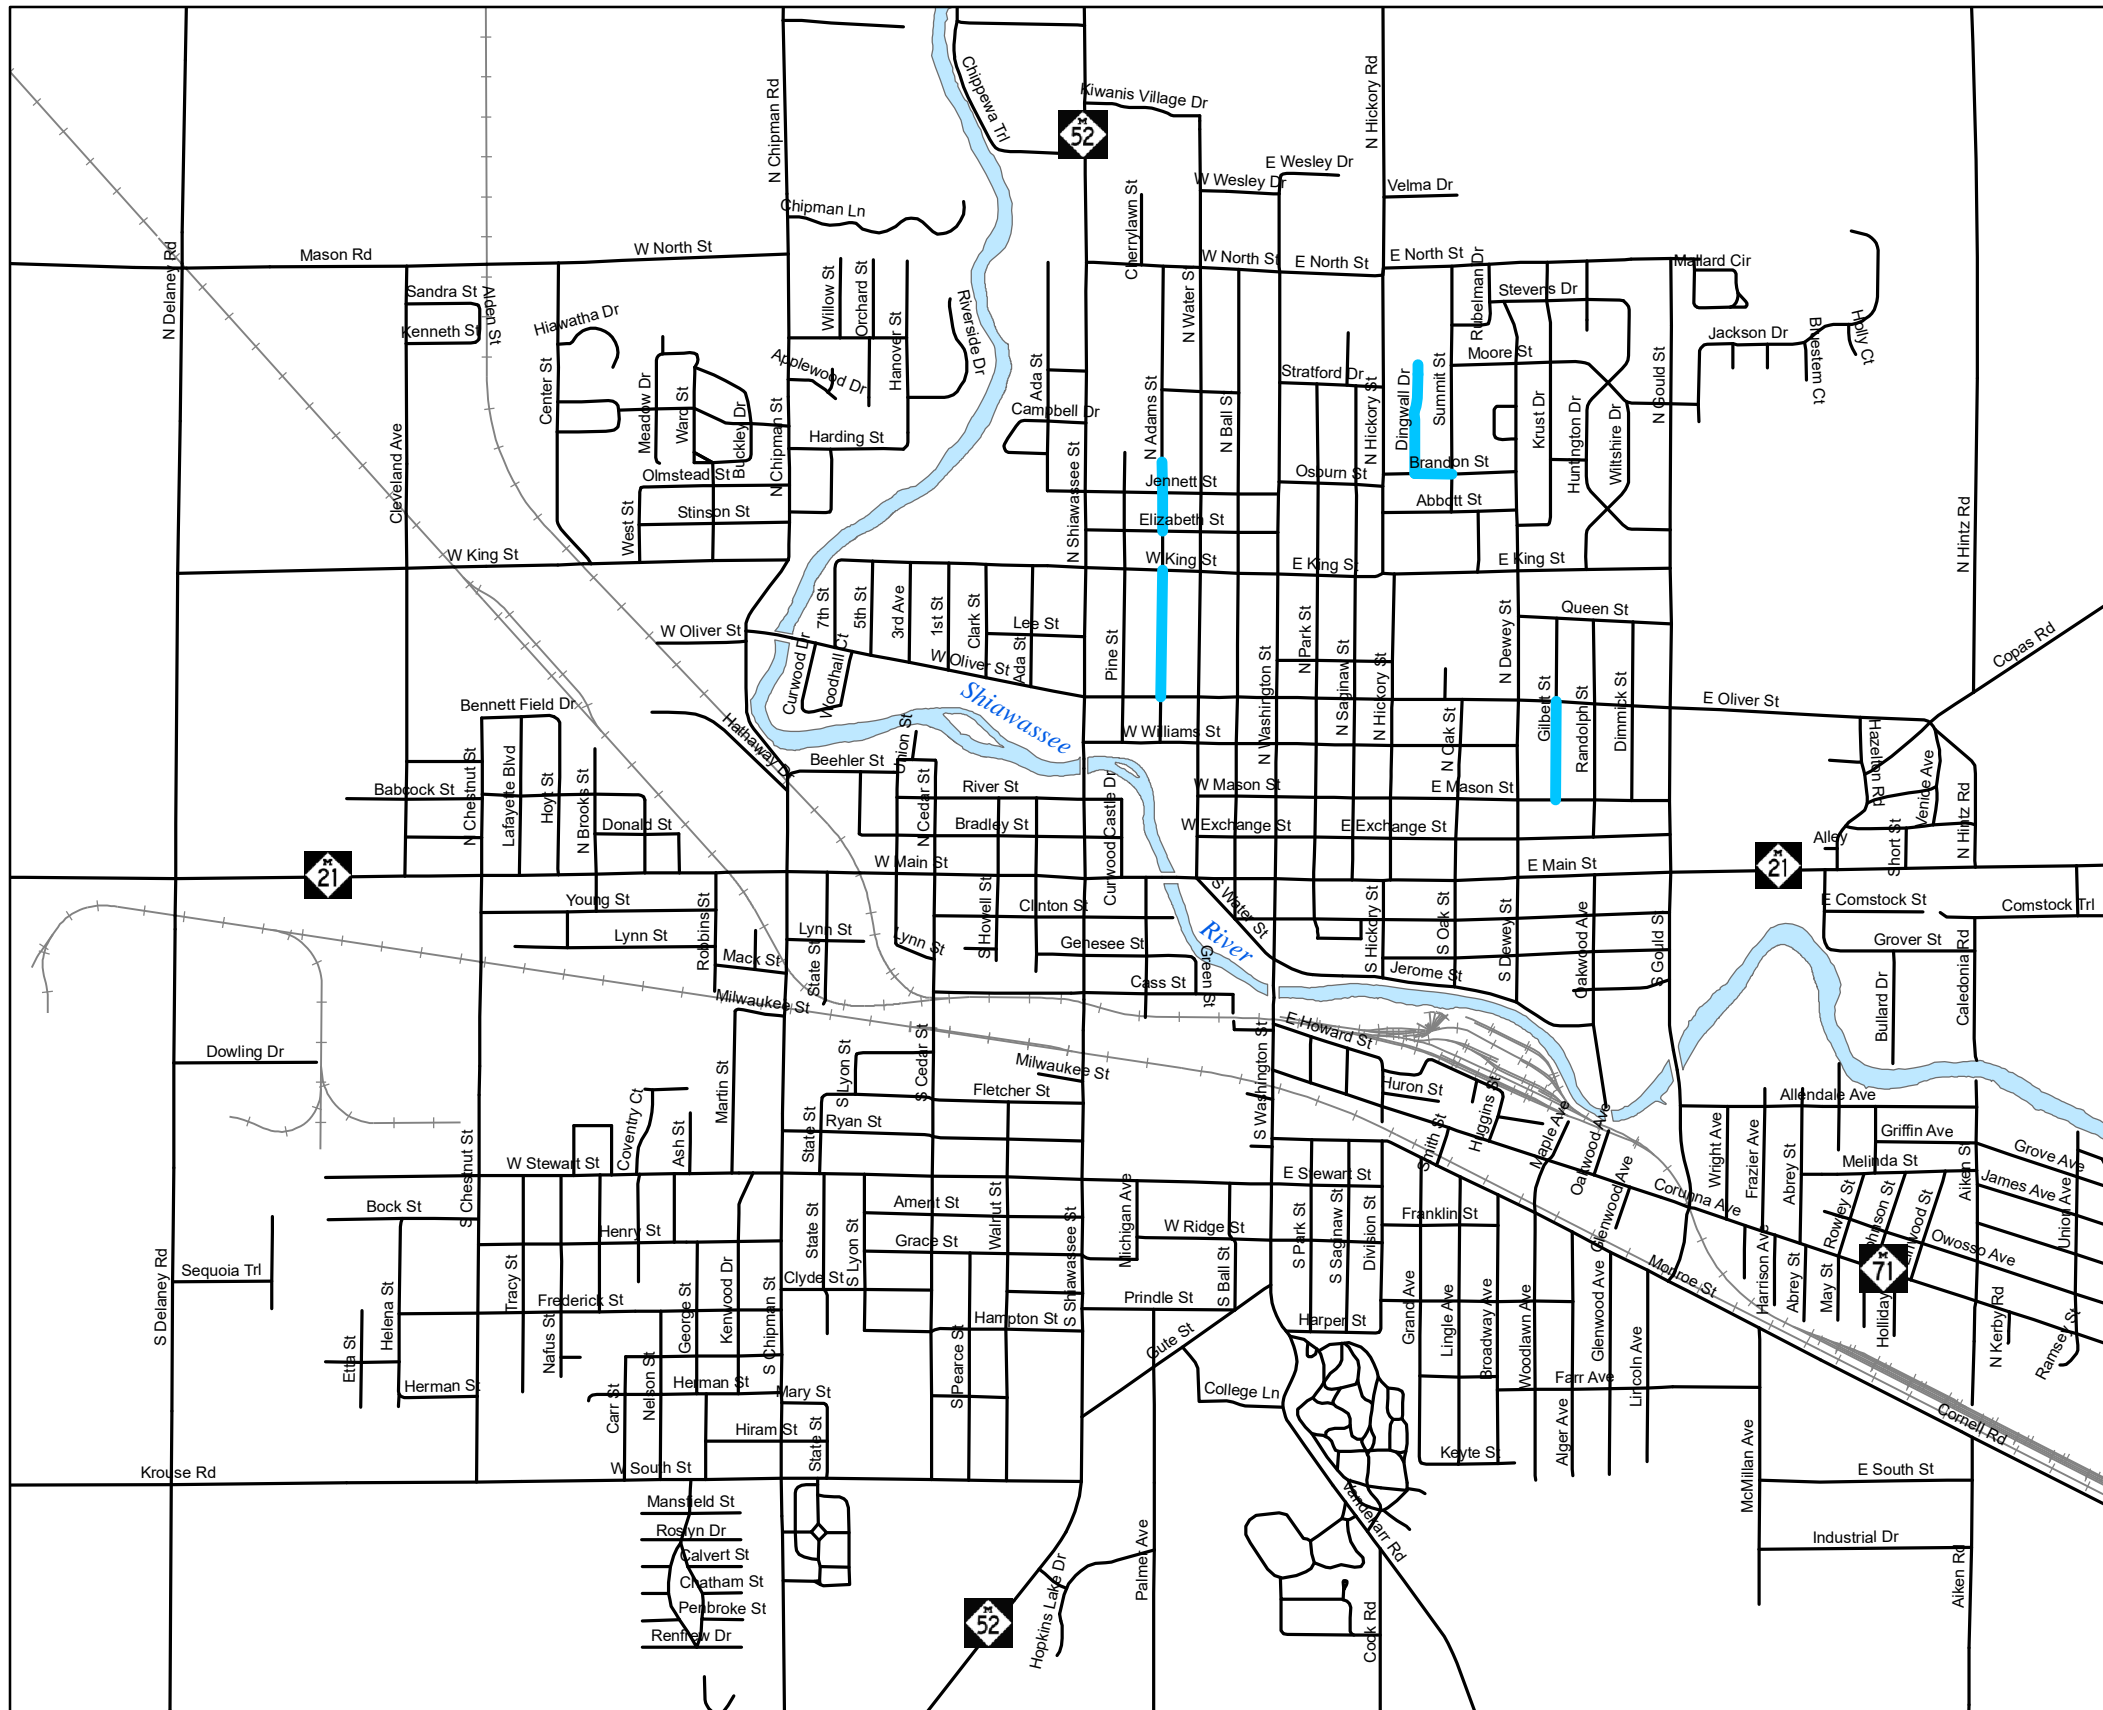 Chippewa Trl
Kiwanis Village Dr
M
52
N Chipman Rd
N Hickory Rd
E Wesley Dr
W Wesley Dr
Velma Dr
Cherrylawn St
Chipman Ln
N Delaney Rd
Mason Rd
W North St
W North St
E North St
E North St
Mallard Cir
Sandra St
Kenneth St
Alden St
Hiawatha Dr
Willow St
Orchard St
Hanover St
Riverside Dr
N Water St
Rubelman Dr
Stevens Dr
Jackson Dr
Bluestem Ct
Holly Ct
Center St
Meadow Dr
Ward St
Buckley Dr
Applewood Dr
N Chipman St
Harding St
Ada St
Campbell Dr
N Adams St
N Ball St
Stratford Dr
N Hickory St
Dingwall Dr
Summit St
Moore St
Krust Dr
Huntington Dr
Wiltshire Dr
N Gould St
Cleveland Ave
Olmstead St
Stinson St
West St
N Shiawassee St
Jennett St
Elizabeth St
Osburn St
Brandon St
Abbott St
N Hintz Rd
W King St
W King St
E King St
E King St
7th St
5th St
3rd Ave
1st St
Clark St
Lee St
Ada St
Pine St
N Park St
N Saginaw St
N Hickory St
N Washington St
N Dewey St
Queen St
Copas Rd
W Oliver St
W Oliver St
Curwood Dr
Woodhall Ct
Shiawassee
Gilbert St
Randolph St
Dimmick St
E Oliver St
Bennett Field Dr
Hathaway Dr
Union St
W Williams St
N Oak St
Hazelton Rd
Venice Ave
N Chestnut St
Lafayette Blvd
Hoyt St
N Brooks St
Babcock St
Donald St
Beehler St
N Cedar St
River St
Bradley St
Curwood Castle Dr
W Mason St
E Mason St
W Exchange St
E Exchange St
Alley
Short St
N Hintz Rd
M
21
W Main St
E Main St
M
21
Young St
Lynn St
Robbins St
Mack St
Lynn St
State St
Lynn St
S Howell St
Clinton St
Genesee St
Cass St
Green St
River
S Water St
S Hickory St
S Oak St
S Dewey St
Jerome St
Oakwood Ave
S Gould St
E Comstock St
Comstock Trl
Grover St
Bullard Dr
Caledonia Rd
Milwaukee St
Milwaukee St
E Howard St
Dowling Dr
Martin St
S Lyon St
S Cedar St
Fletcher St
Ryan St
State St
S Washington St
Huron St
Smith St
Huggins St
Maple Ave
Oakwood Ave
Glenwood Ave
Allendale Ave
Griffin Ave
Melinda St
Grove Ave
James Ave
Union Ave
Wright Ave
Frazier Ave
Abrey St
Corunna Ave
Rowley St
Aiken St
Owosso Ave
Coventry Ct
Ash St
W Stewart St
E Stewart St
S Chestnut St
Bock St
Henry St
State St
S Lyon St
Ament St
Grace St
Walnut St
S Shiawassee St
Michigan Ave
W Ridge St
S Ball St
S Park St
S Saginaw St
Division St
Franklin St
M
71
S Delaney Rd
Sequoia Trl
Helena St
Etta St
Tracy St
Nafus St
Frederick St
George St
Kenwood Dr
S Chipman St
Clyde St
Hampton St
S Pearce St
Prindle St
Gute St
Harper St
Grand Ave
Lingle Ave
Broadway Ave
Woodlawn Ave
Glenwood Ave
Lincoln Ave
Alger Ave
Farr Ave
Monroe St
Harrison Ave
Abrey St
May St
Holliday
N Kerby Rd
Ramsey St
Herman St
Herman St
Carr St
Nelson St
Mary St
Hiram St
State St
College Ln
Keyte St
McMillan Ave
Cornell Rd
Krouse Rd
W South St
E South St
Mansfield St
Roslyn Dr
Calvert St
Chatham St
Penbroke St
Renfrew Dr
M
52
Hopkins Lake Dr
Palmer Ave
Vandekarr Rd
Cook Rd
Industrial Dr
Aiken Rd